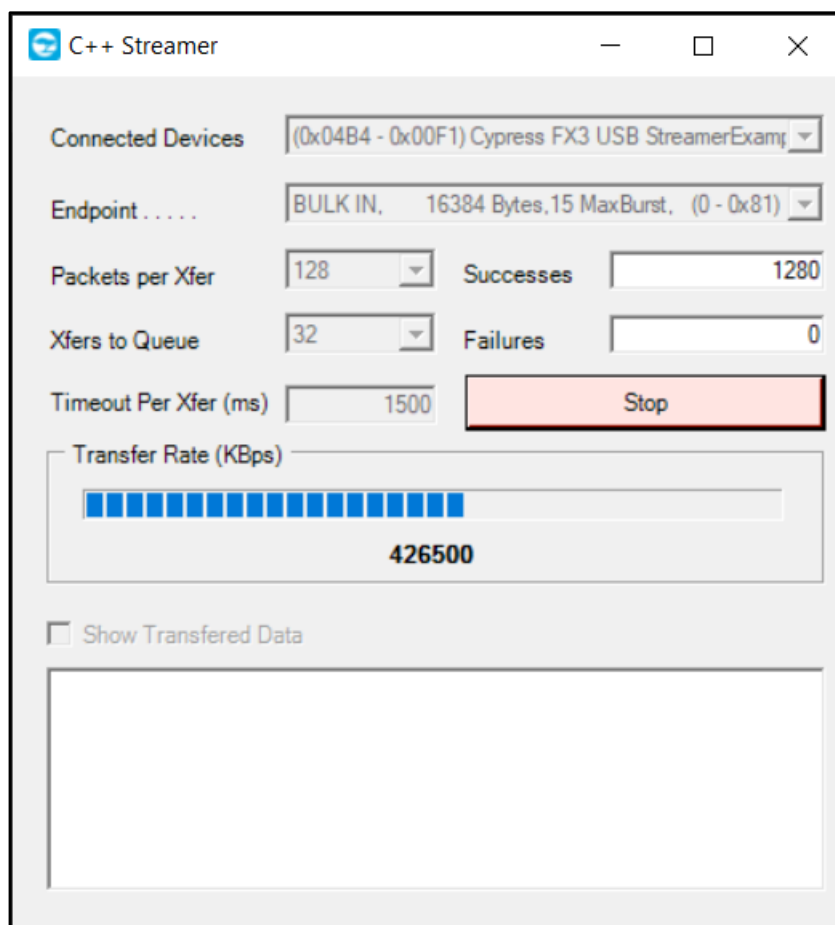 C++ Streamer
Connected Devices (0x04B4 - 0x00F1) Cypress FX3 USB StreamerExamp
Endpoint . . . . . BULK IN, 16384 Bytes,15 MaxBurst, (0 - 0x81)
Packets per Xfer 128 Successes 1280
Xfers to Queue 32 Failures 0
Timeout Per Xfer (ms) 1500 Stop
Transfer Rate (KBps)
426500
Show Transfered Data